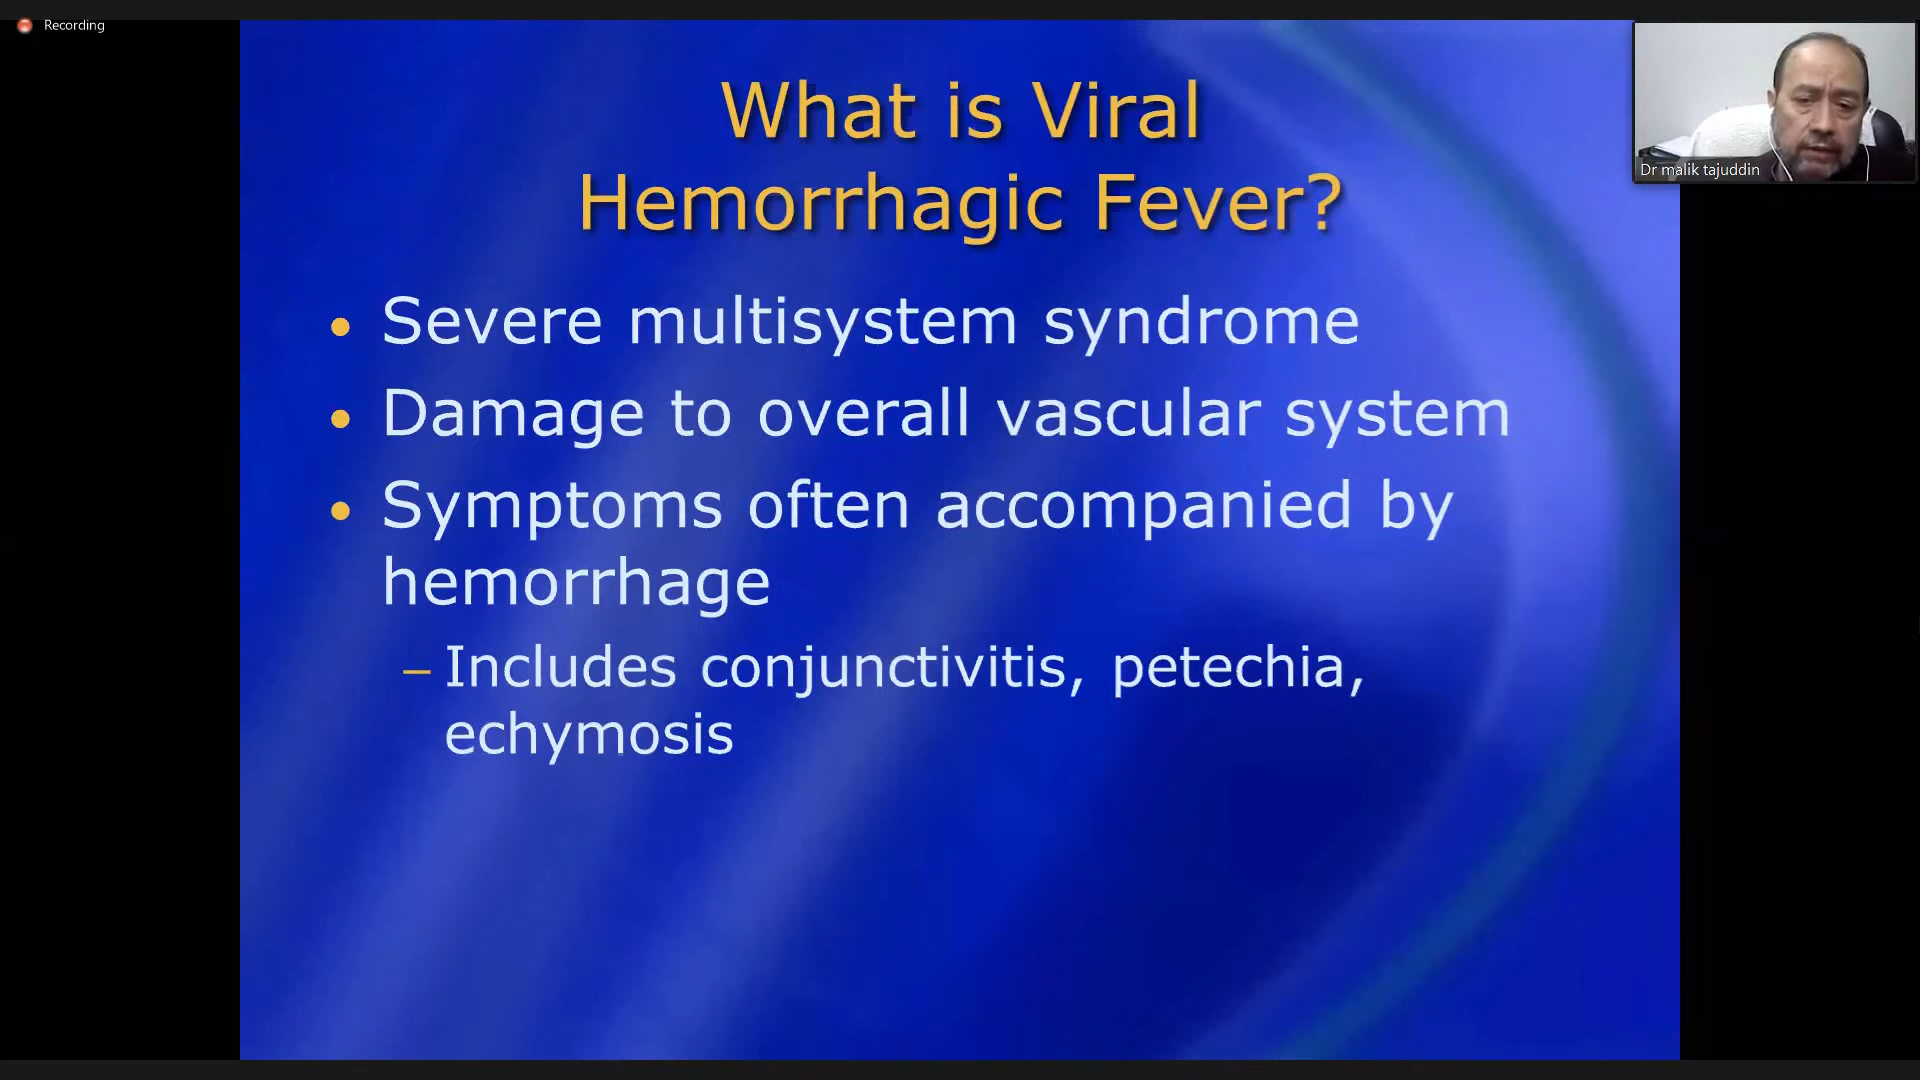 Recording
What is Viral
Hemorrhagic Fever?
• Severe multisystem syndrome
• Damage to overall vascular system
• Symptoms often accompanied by
hemorrhage
– Includes conjunctivitis, petechia,
echymosis
Dr malik tajuddin